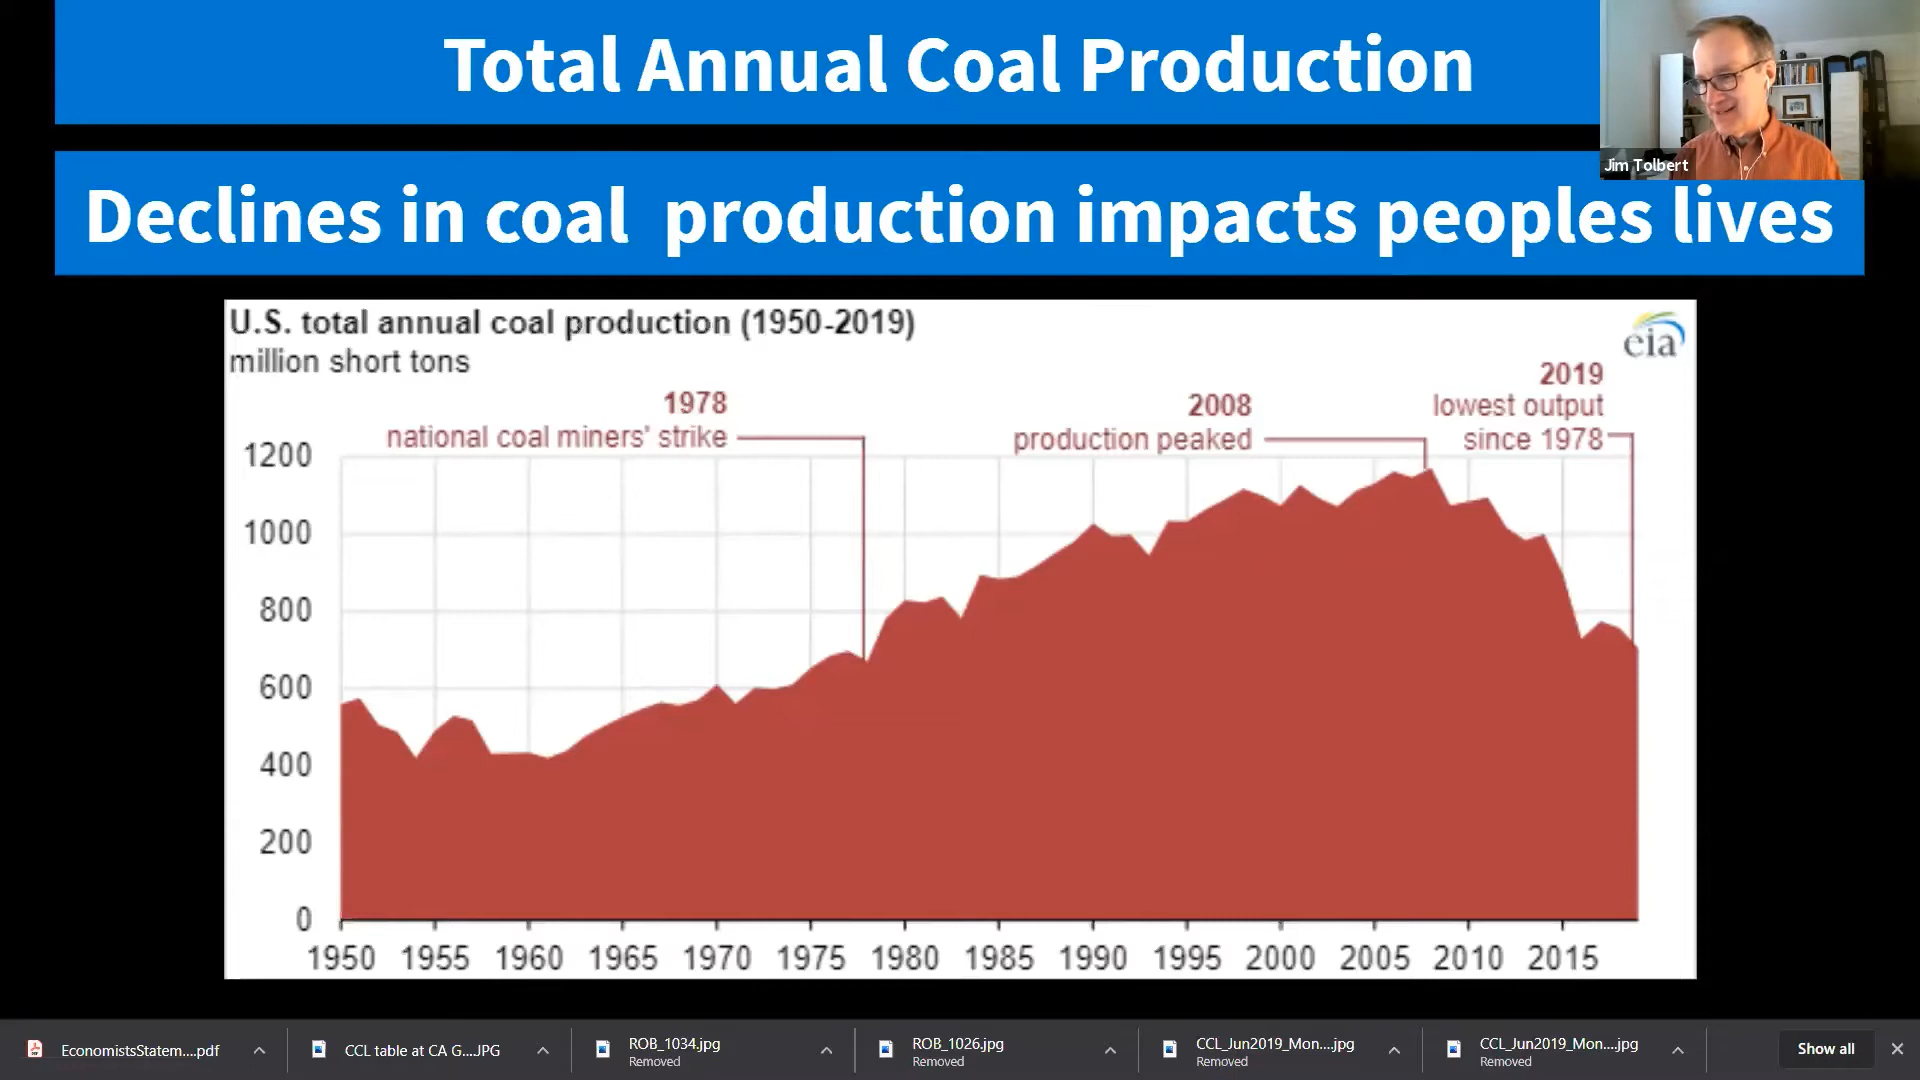 Total Annual Coal Production
Jim Tolbert
Declines in coal  production impacts peoples lives
U.S. total annual coal production (1950-2019)
million short tons
eia
2019
lowest output
since 1978
1978
national coal miners' strike
2008
production peaked
1200
1000
800
600
400
200
0
1950 1955 1960 1965 1970 1975 1980 1985 1990 1995 2000 2005 2010 2015
EconomistsStatem....pdf
CCL table at CA G....JPG
ROB_1034.jpg
Removed
ROB_1026.jpg
Removed
CCL_Jun2019_Mon....jpg
Removed
CCL_Jun2019_Mon....jpg
Removed
Show all